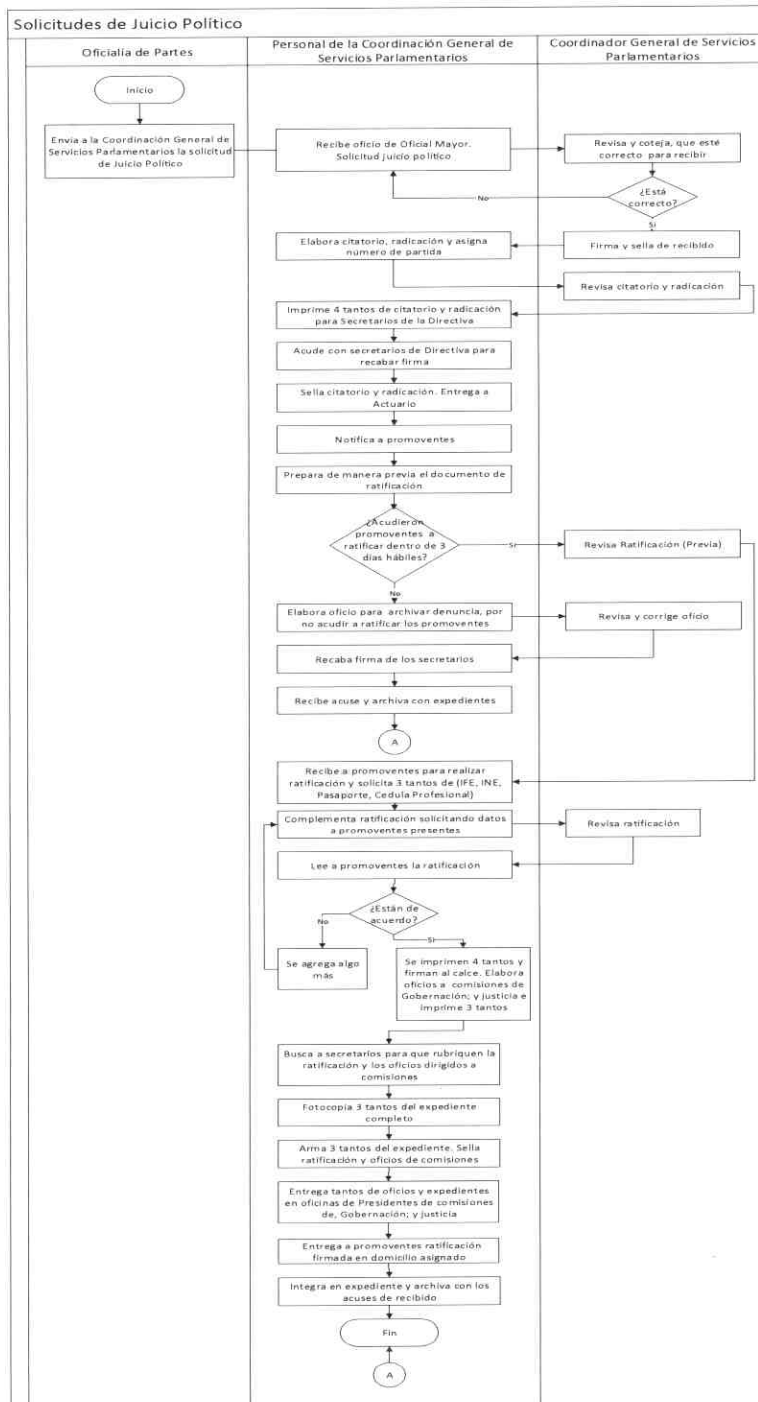 Solicitudes de Juicio Político
Oficialía de Partes
Personal de la Coordinación General de
Servicios Parlamentarios
Coordinador General de Servicios
Parlamentarios
Inicio
Envía a la Coordinación General de
Servicios Parlamentarios la solicitud
de Juicio Político
Recibe oficio de Oficial Mayor.
Solicitud juicio político
Revisa y coteja, que esté
correcto para recibir
¿Está
correcto?
No
Si
Firma y sella de recibido
Elabora citatorio, radicación y asigna
número de partida
Revisa citatorio y radicación
Imprime 4 tantos de citatorio y radicación
para Secretarios de la Directiva
Acude con secretarios de Directiva para
recabar firma
Sella citatorio y radicación. Entrega a
Actuario
Notifica a promoventes
Prepara de manera previa el documento de
ratificación
¿Acudieron
promoventes a
ratificar dentro de 3
días hábiles?
Si
Revisa Ratificación (Previa)
No
Elabora oficio para archivar denuncia, por
no acudir a ratificar los promoventes
Revisa y corrige oficio
Recaba firma de los secretarios
Recibe acuse y archiva con expedientes
A
Recibe a promoventes para realizar
ratificación y solicita 3 tantos de (IFE, INE,
Pasaporte, Cedula Profesional)
Complementa ratificación solicitando datos
a promoventes presentes
Revisa ratificación
Lee a promoventes la ratificación
¿Están de
acuerdo?
No
Si
Se agrega algo
más
Se imprimen 4 tantos y
firman al calce. Elabora
oficios a comisiones de
Gobernación; y justicia e
imprime 3 tantos
Busca a secretarios para que rubriquen la
ratificación y los oficios dirigidos a
comisiones
Fotocopia 3 tantos del expediente
completo
Arma 3 tantos del expediente. Sella
ratificación y oficios de comisiones
Entrega tantos de oficios y expedientes
en oficinas de Presidentes de comisiones
de, Gobernación; y justicia
Entrega a promoventes ratificación
firmada en domicilio asignado
Integra en expediente y archiva con los
acuses de recibido
Fin
A